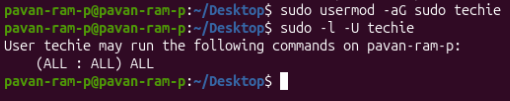 pavan-ram-p@pavan-ram-p:~/Desktop$ sudo usermod -aG sudo techie
pavan-ram-p@pavan-ram-p:~/Desktop$ sudo -l -U techie
User techie may run the following commands on pavan-ram-p:
    (ALL : ALL) ALL
pavan-ram-p@pavan-ram-p:~/Desktop$